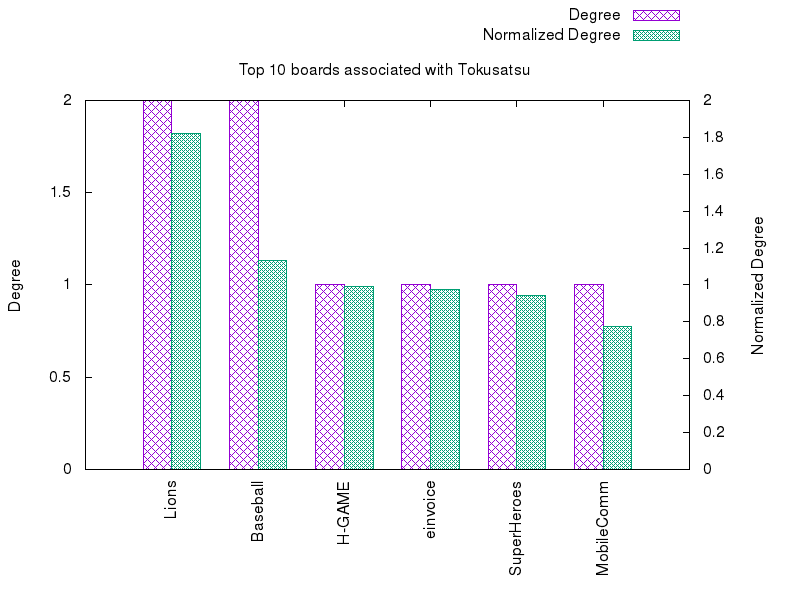 Degree
Normalized Degree
Top 10 boards associated with Tokusatsu
2
1.5
1
0.5
0
2
1.8
1.6
1.4
1.2
1
0.8
0.6
0.4
0.2
0
Degree
Normalized Degree
Lions
Baseball
H-GAME
einvoice
SuperHeroes
MobileComm